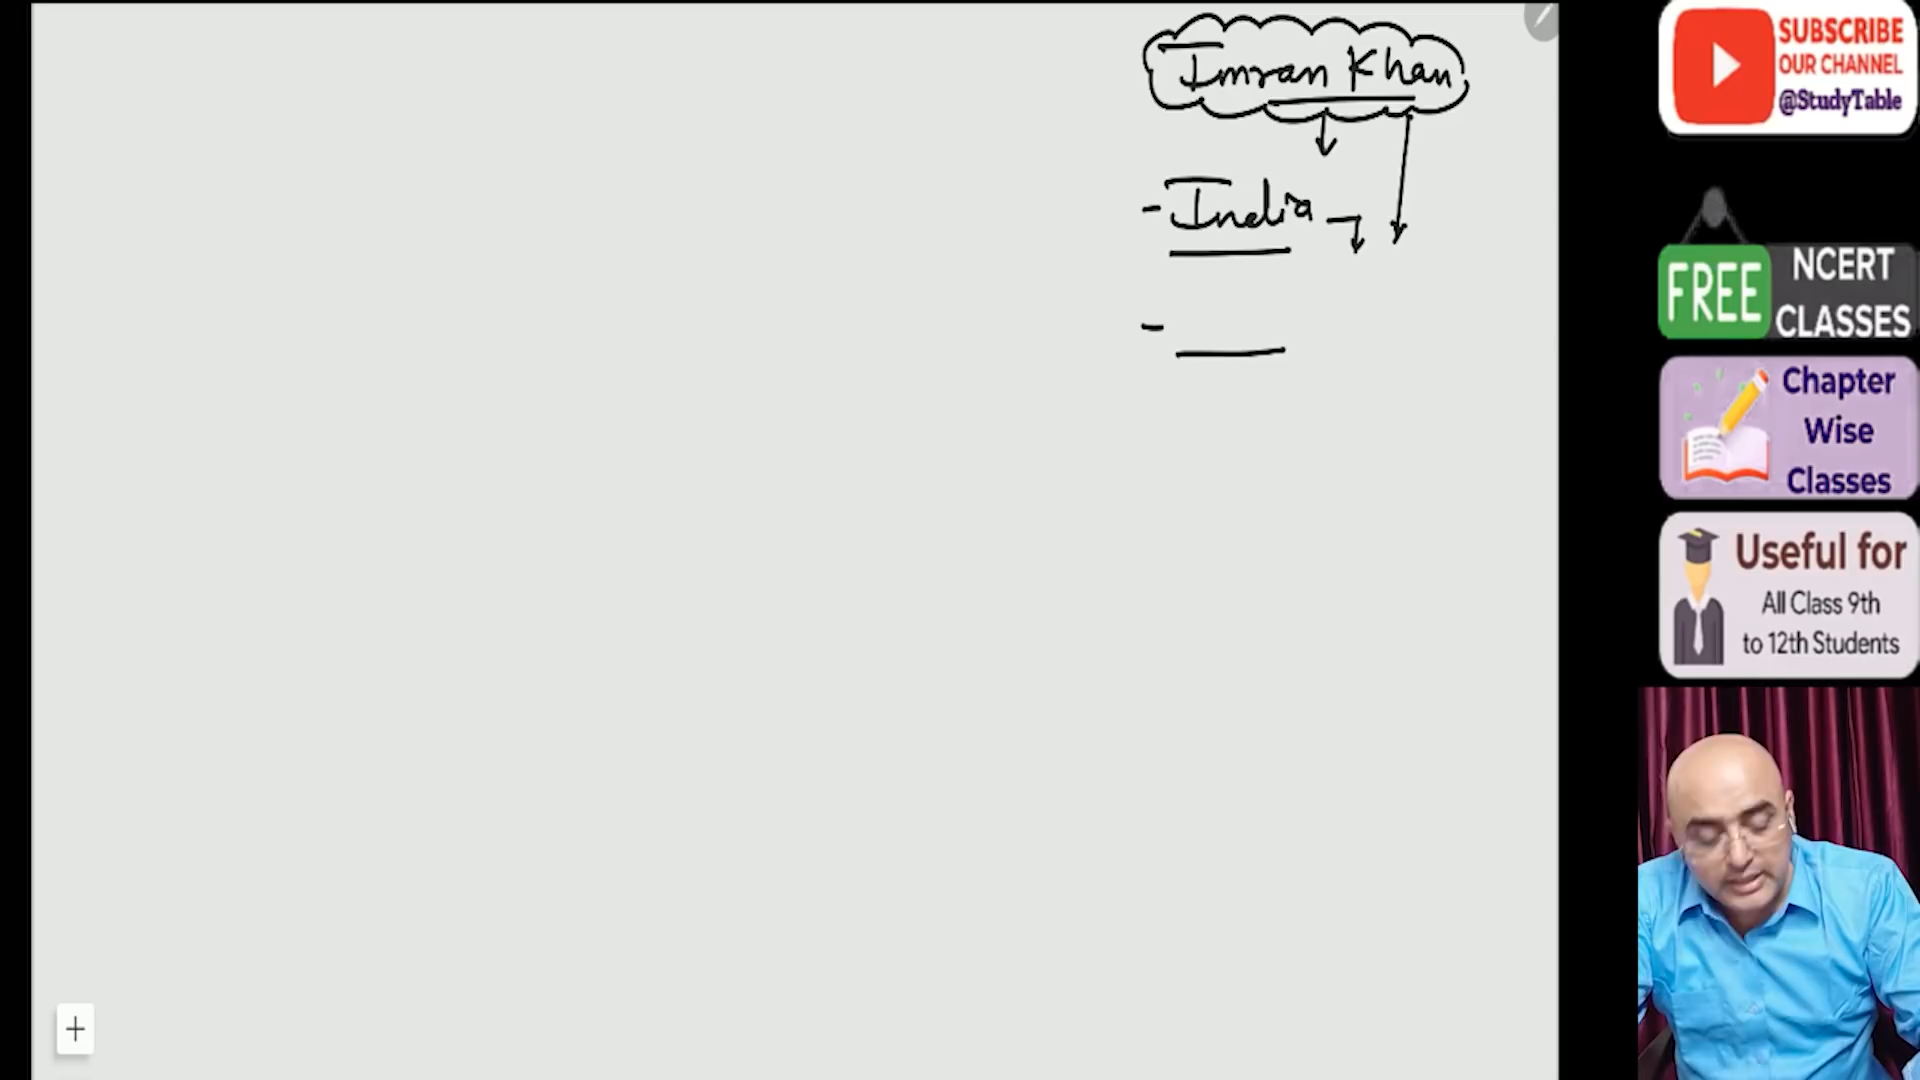 Imran Khan
- India
-
SUBSCRIBE
OUR CHANNEL
@StudyTable
FREE
NCERT
CLASSES
Chapter
Wise
Classes
Useful for
All Class 9th
to 12th Students
+